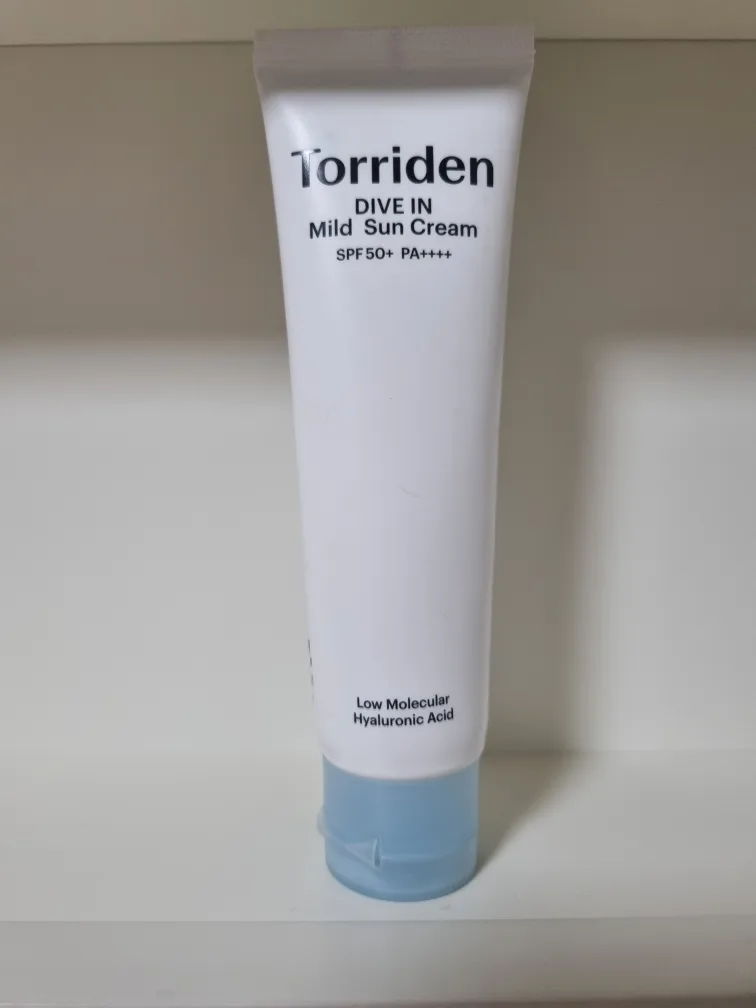 Torriden
DIVE IN
Mild Sun Cream
SPF50+ PA++++
Low Molecular
Hyaluronic Acid